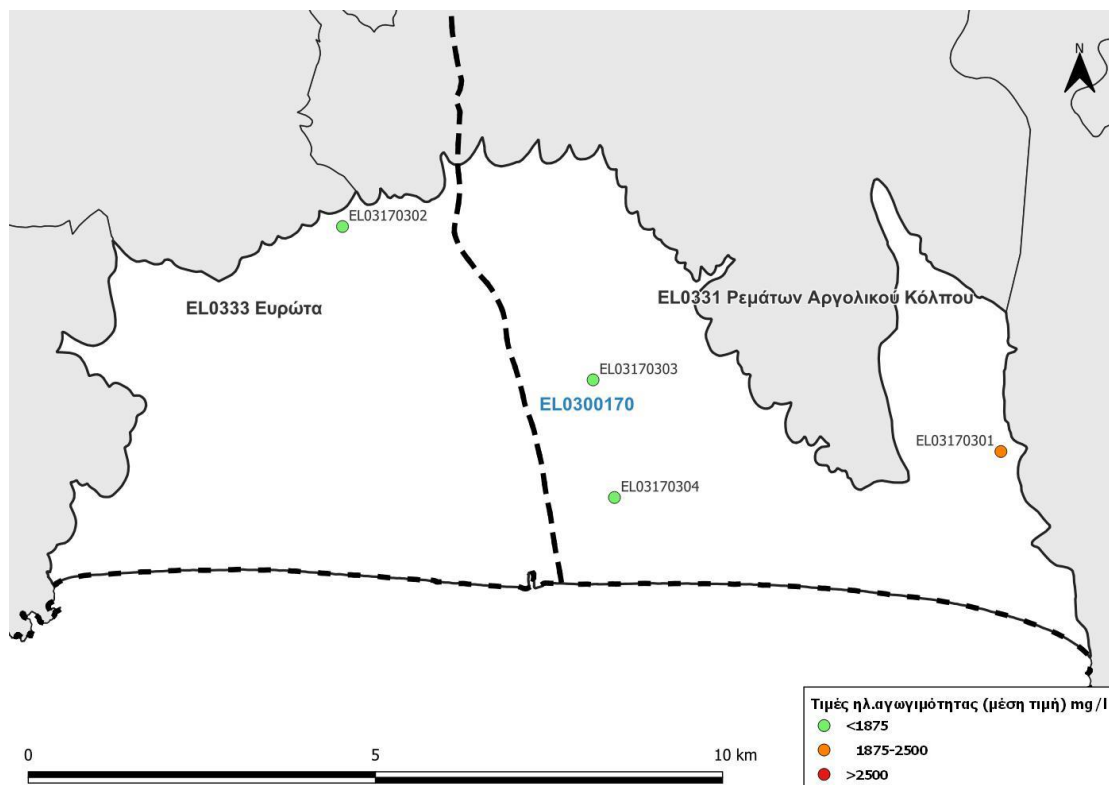 N
EL03170302
EL0333 Ευρώτα
EL0331 Ρεμάτων Αργολικού Κόλπου
EL03170303
EL0300170
EL03170301
EL03170304
Τιμές ηλ.αγωγιμότητας (μέση τιμή) mg/l
<1875
1875-2500
>2500
0 5 10 km